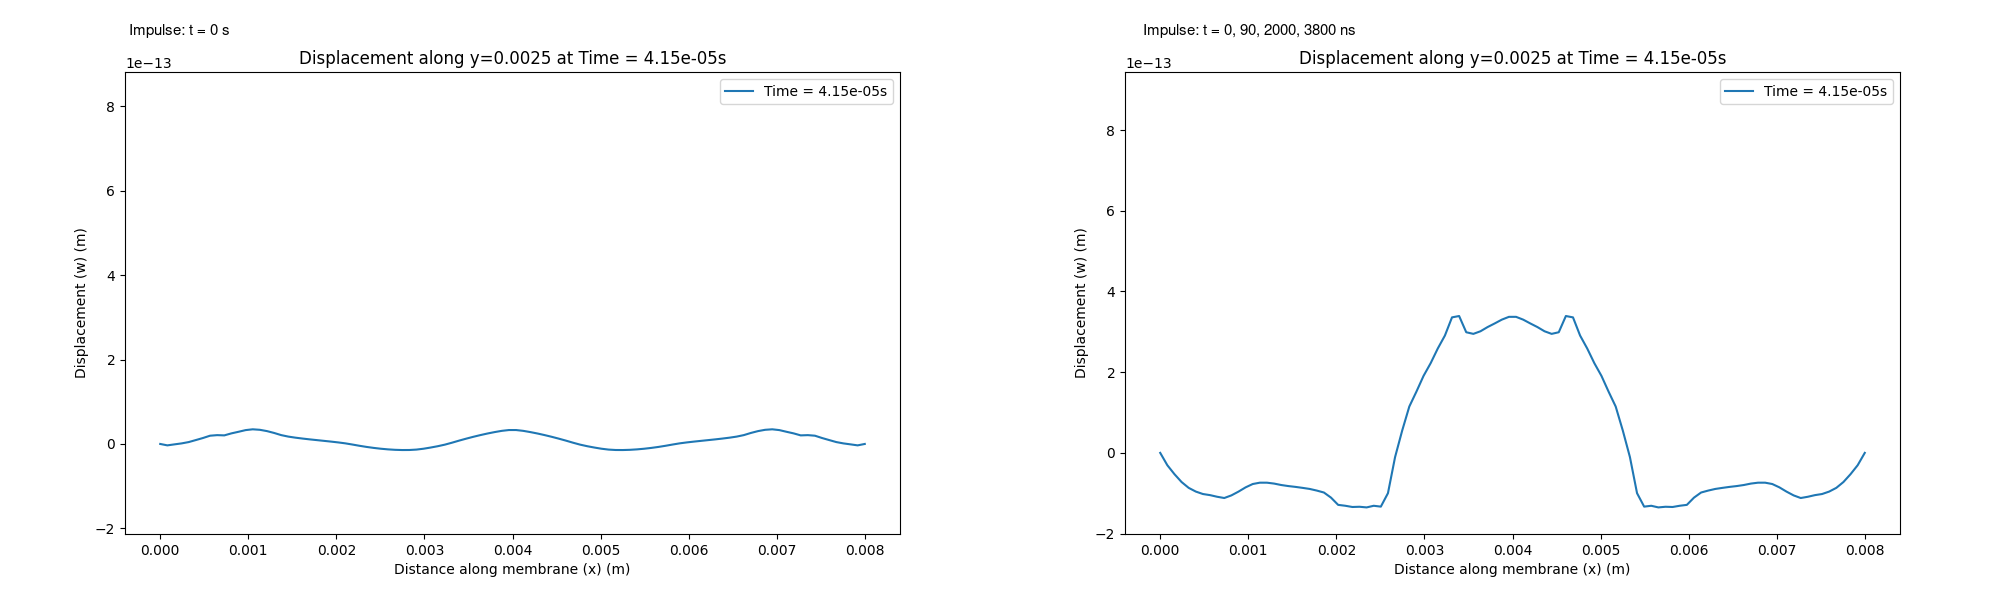 Impulse: t = 0 s
Displacement along y=0.0025 at Time = 4.15e-05s
1e−13
Time = 4.15e-05s
8
6
4
2
0
−2
Displacement (w) (m)
0.000 0.001 0.002 0.003 0.004 0.005 0.006 0.007 0.008
Distance along membrane (x) (m)
Impulse: t = 0, 90, 2000, 3800 ns
Displacement along y=0.0025 at Time = 4.15e-05s
1e−13
Time = 4.15e-05s
8
6
4
2
0
−2
Displacement (w) (m)
0.000 0.001 0.002 0.003 0.004 0.005 0.006 0.007 0.008
Distance along membrane (x) (m)